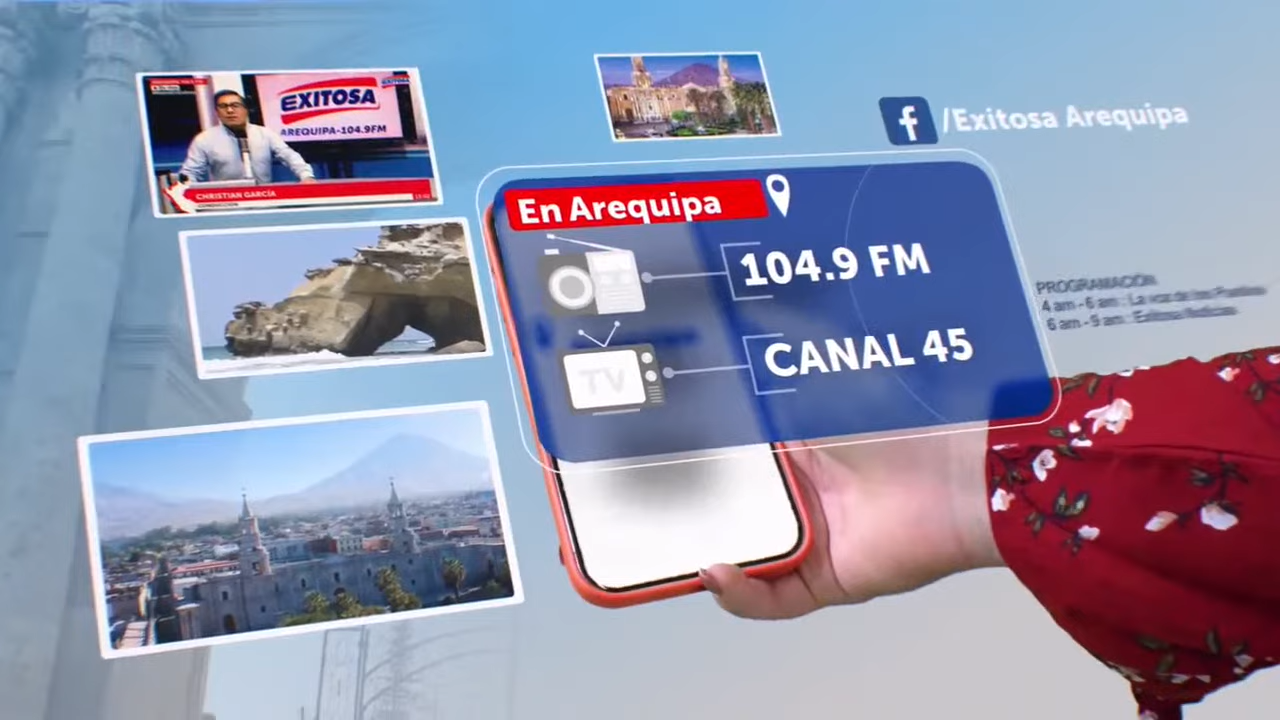 EXITOSA
AREQUIPA-104.9FM
CHRISTIAN GARCÍA
CONDUCCIÓN
/Exitosa Arequipa
En Arequipa
104.9 FM
TV
CANAL 45
PROGRAMACIÓN
4 am - 6 am : La voz de los Pueblos
6 am - 9 am : Exitosa Noticias